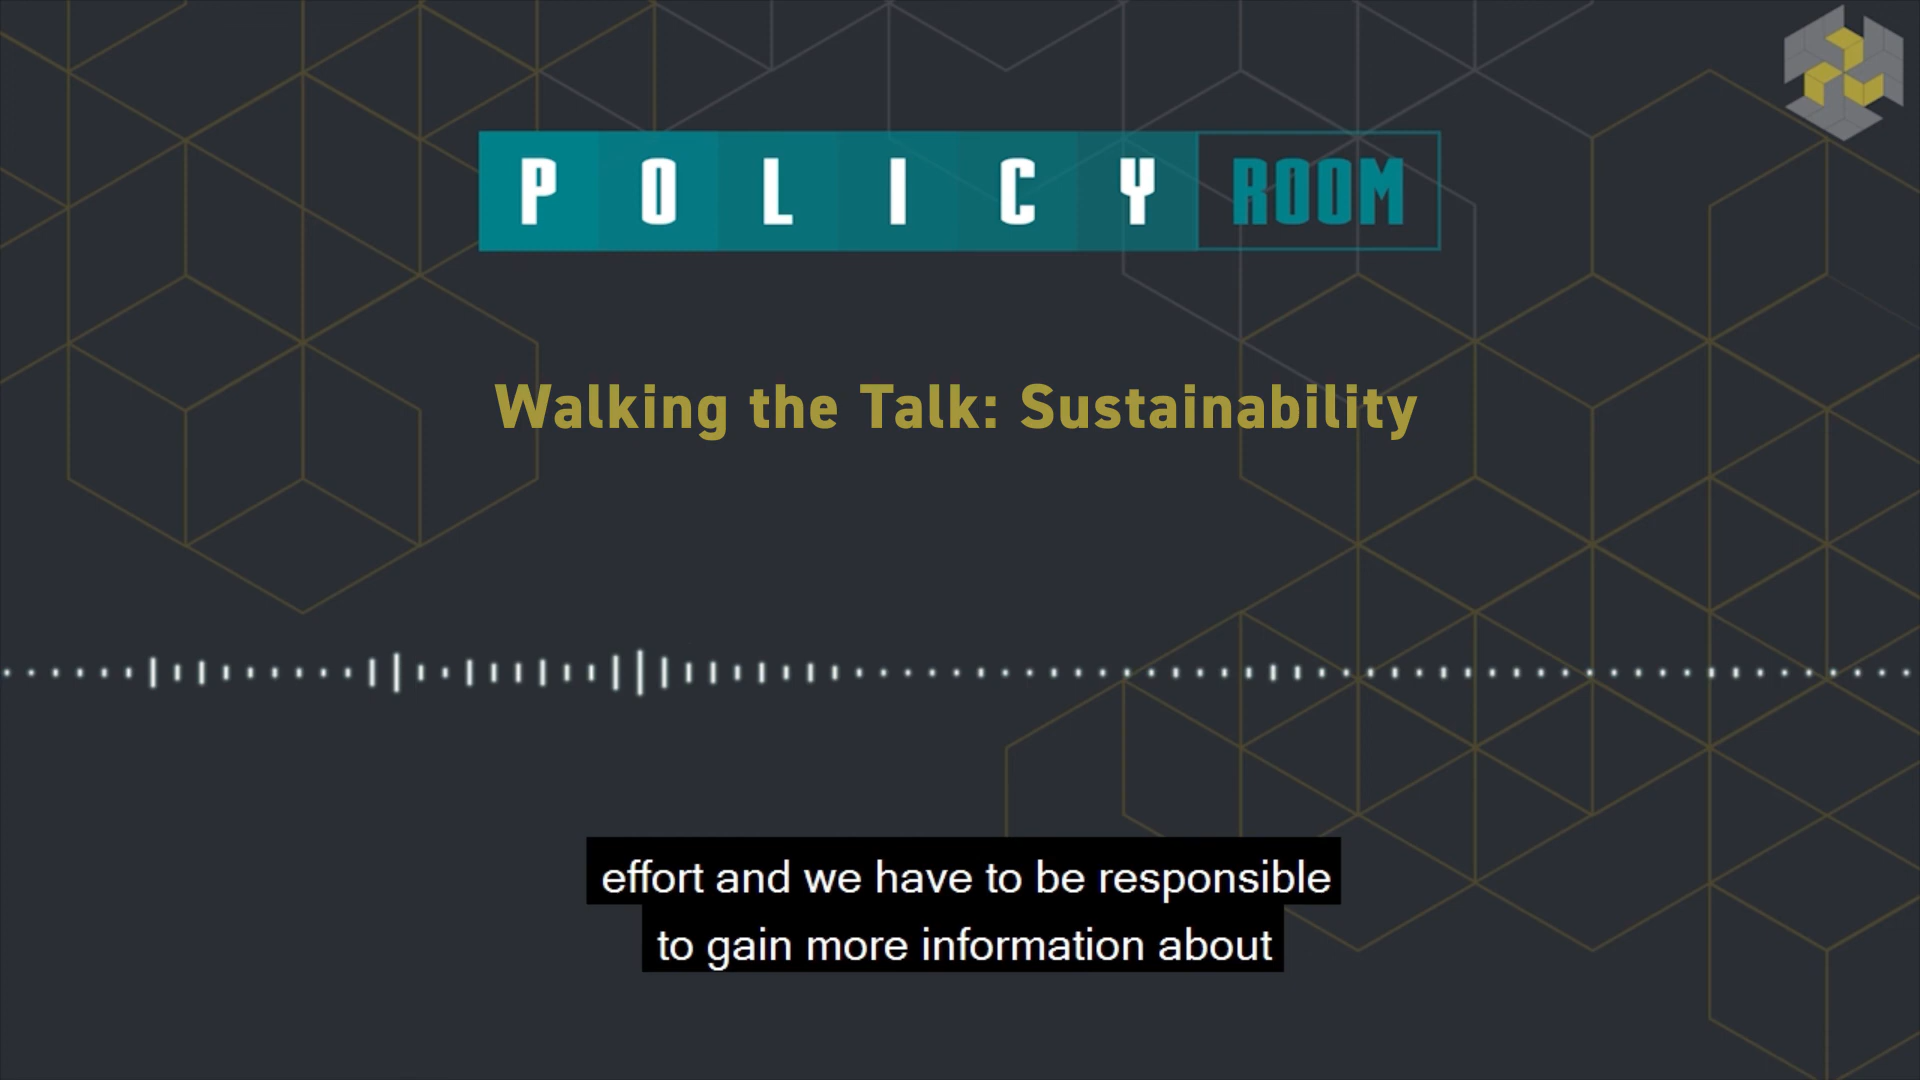 POLICY ROOM
Walking the Talk: Sustainability
effort and we have to be responsible
to gain more information about